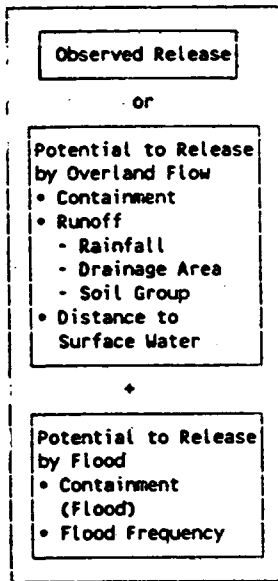 Observed Release
or
Potential to Release
by Overland Flow
• Containment
• Runoff
- Rainfall
- Drainage Area
- Soil Group
• Distance to
Surface Water
+
Potential to Release
by Flood
• Containment
(Flood)
• Flood Frequency